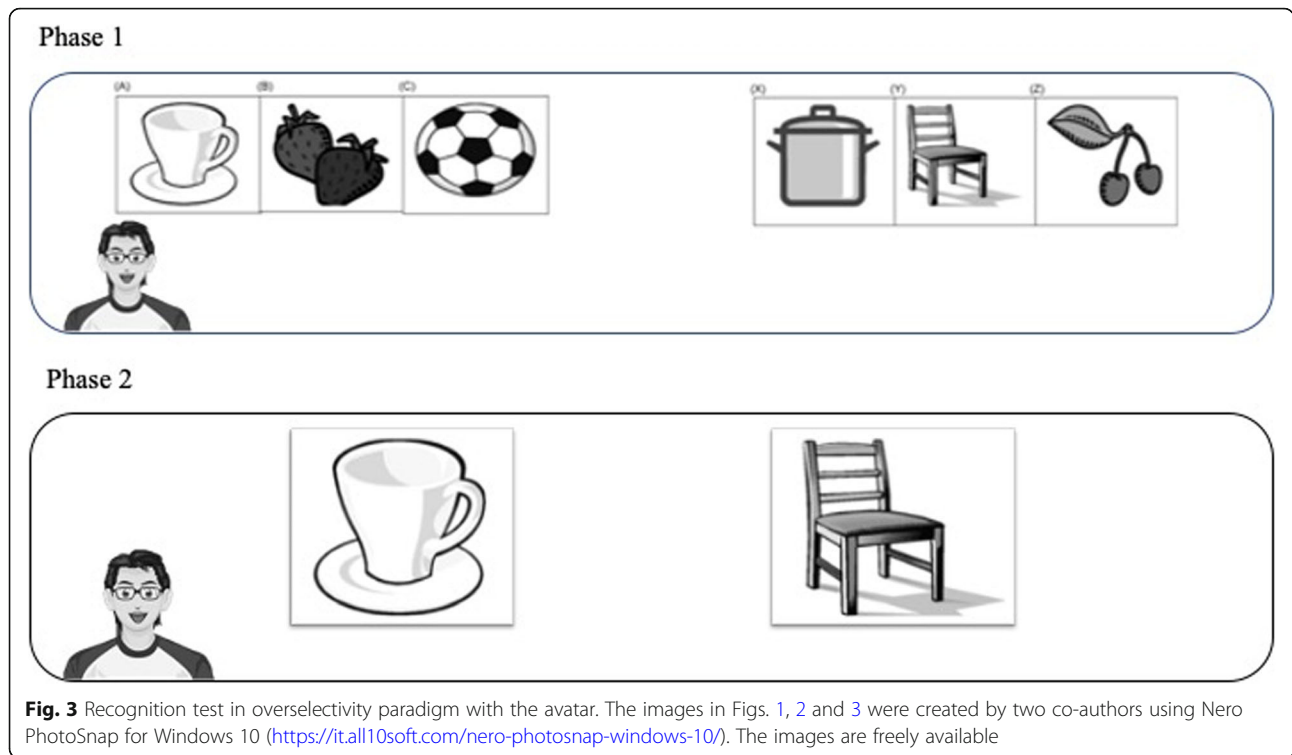 Phase 1
(A) (B) (C) (X) (Y) (Z)
Phase 2
Fig. 3 Recognition test in overselectivity paradigm with the avatar. The images in Figs. 1, 2 and 3 were created by two co-authors using Nero
PhotoSnap for Windows 10 (https://it.all10soft.com/nero-photosnap-windows-10/). The images are freely available